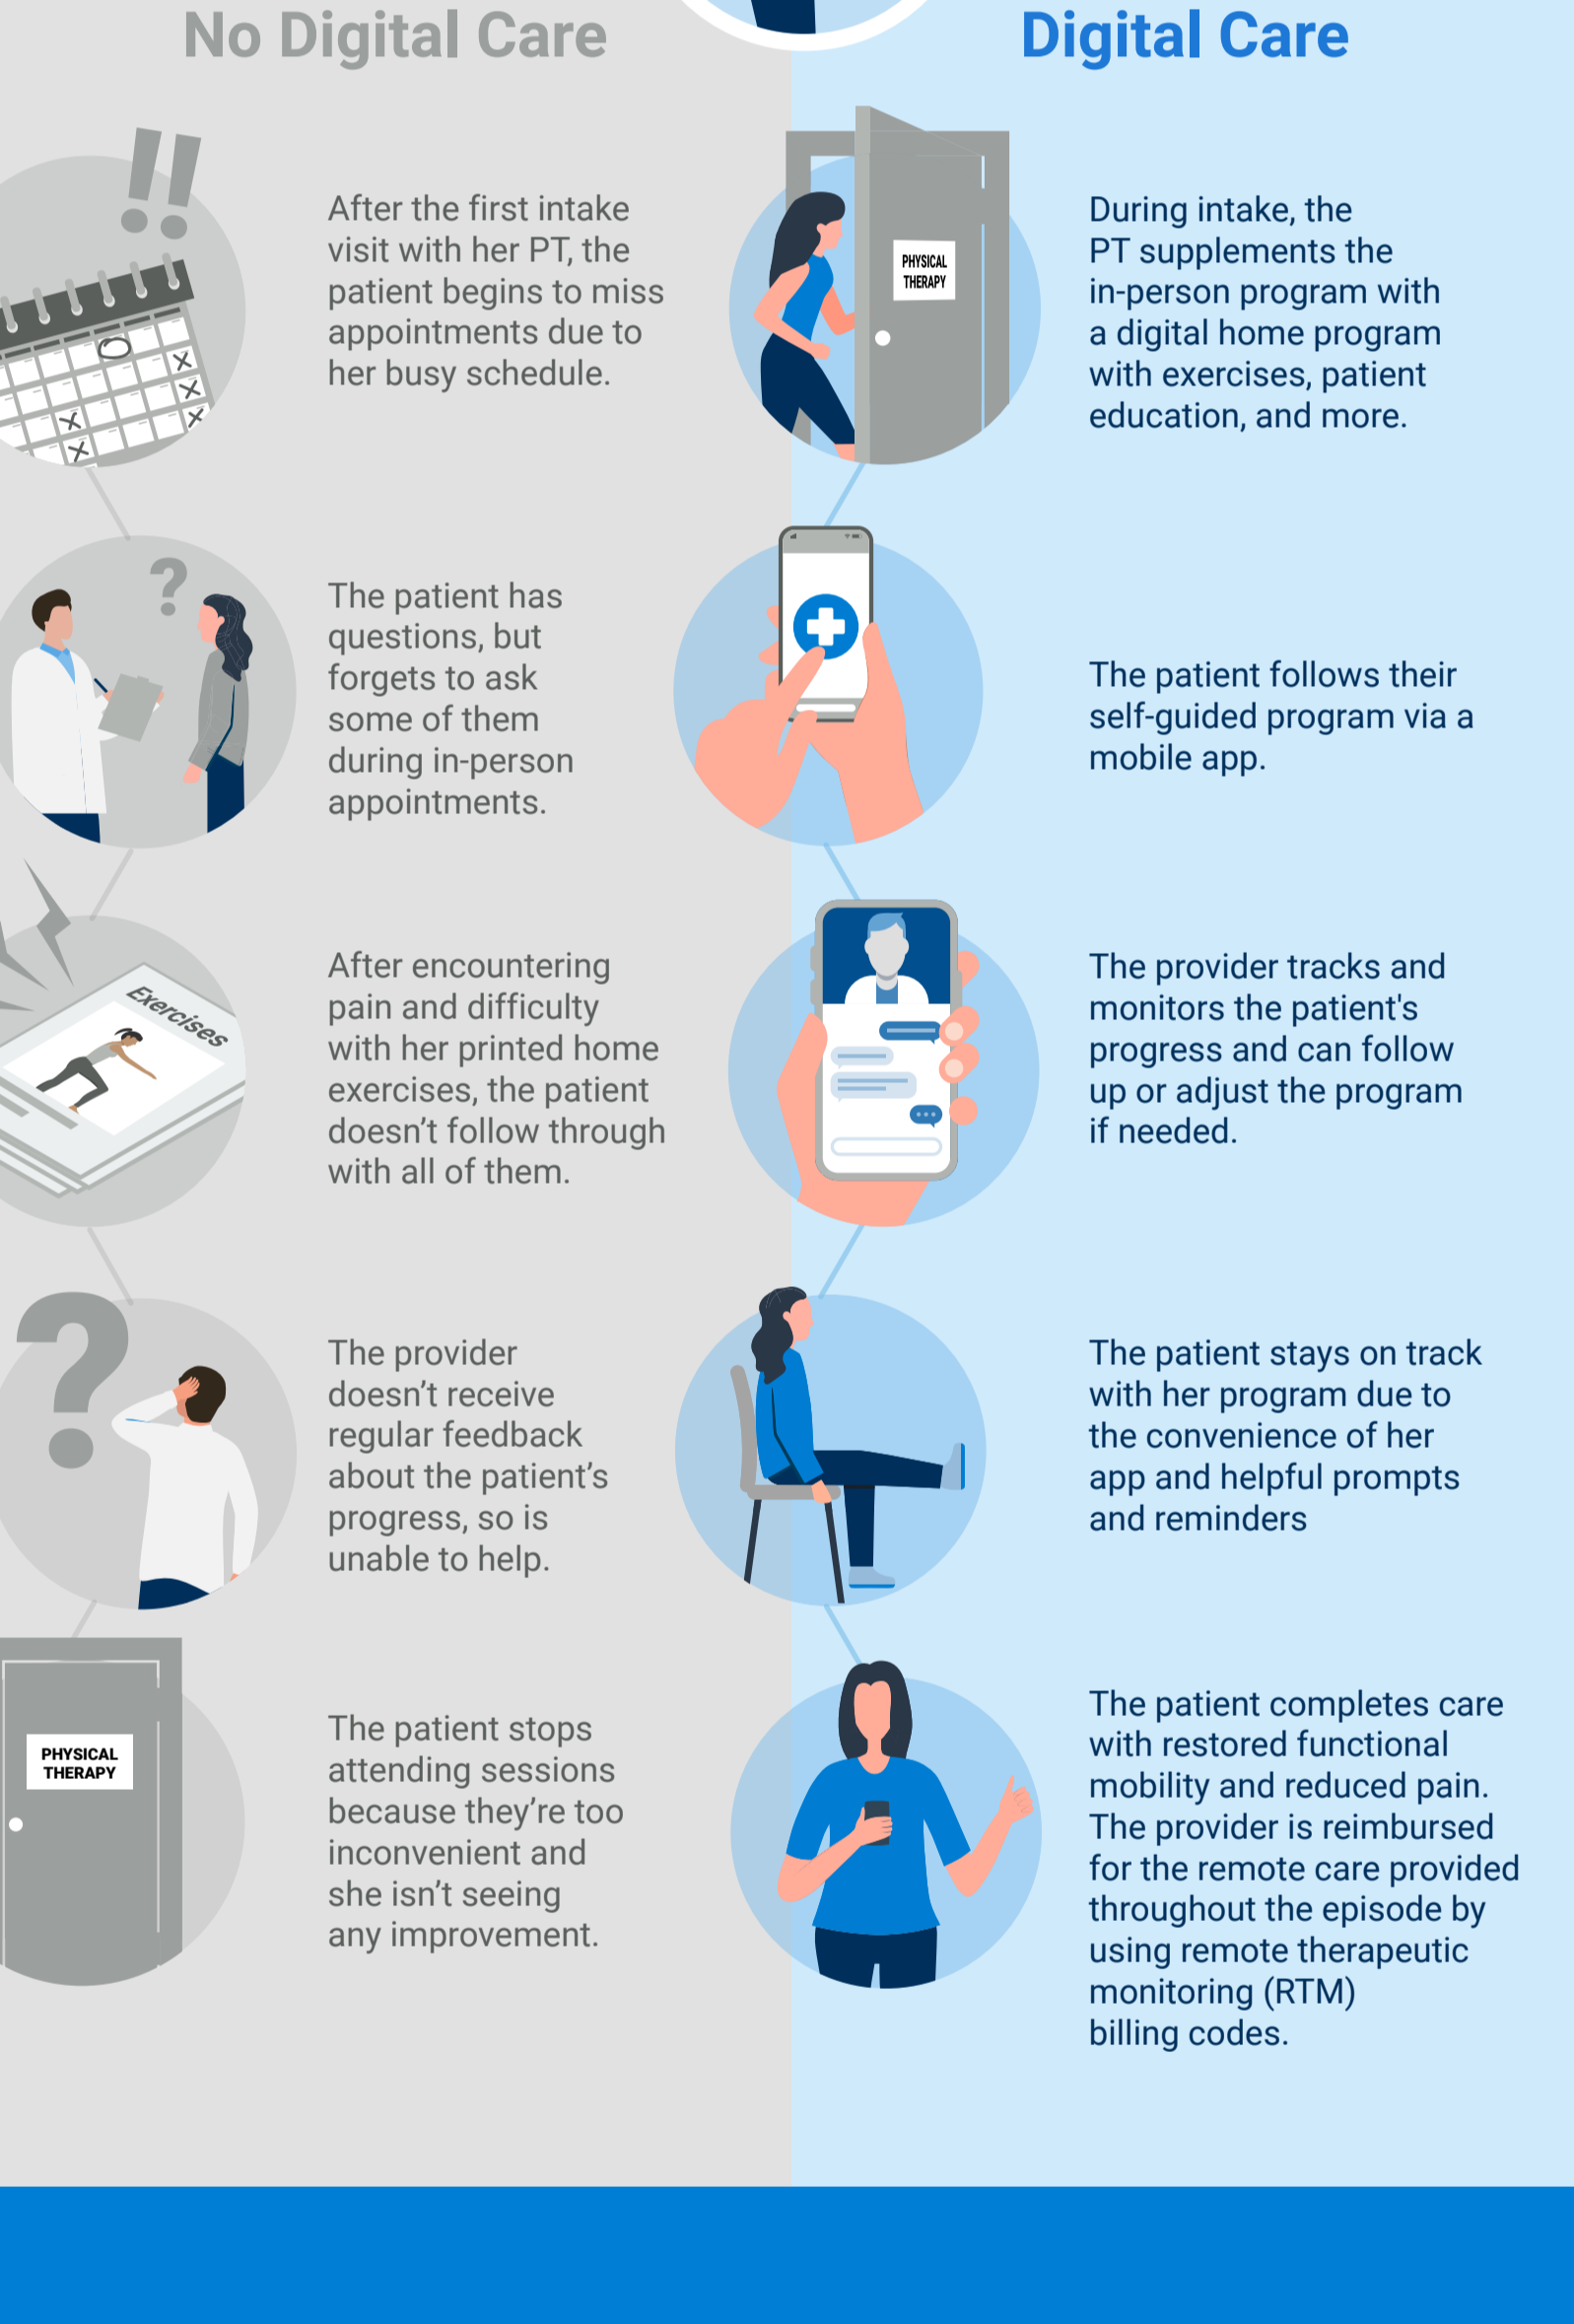 No Digital Care
After the first intake
visit with her PT, the
patient begins to miss
appointments due to
her busy schedule.
The patient has
questions, but
forgets to ask
some of them
during in-person
appointments.
Exercises
After encountering
pain and difficulty
with her printed home
exercises, the patient
doesn’t follow through
with all of them.
The provider
doesn’t receive
regular feedback
about the patient’s
progress, so is
unable to help.
PHYSICAL
THERAPY
The patient stops
attending sessions
because they’re too
inconvenient and
she isn’t seeing
any improvement.
Digital Care
PHYSICAL
THERAPY
During intake, the
PT supplements the
in-person program with
a digital home program
with exercises, patient
education, and more.
The patient follows their
self-guided program via a
mobile app.
The provider tracks and
monitors the patient's
progress and can follow
up or adjust the program
if needed.
The patient stays on track
with her program due to
the convenience of her
app and helpful prompts
and reminders
The patient completes care
with restored functional
mobility and reduced pain.
The provider is reimbursed
for the remote care provided
throughout the episode by
using remote therapeutic
monitoring (RTM)
billing codes.